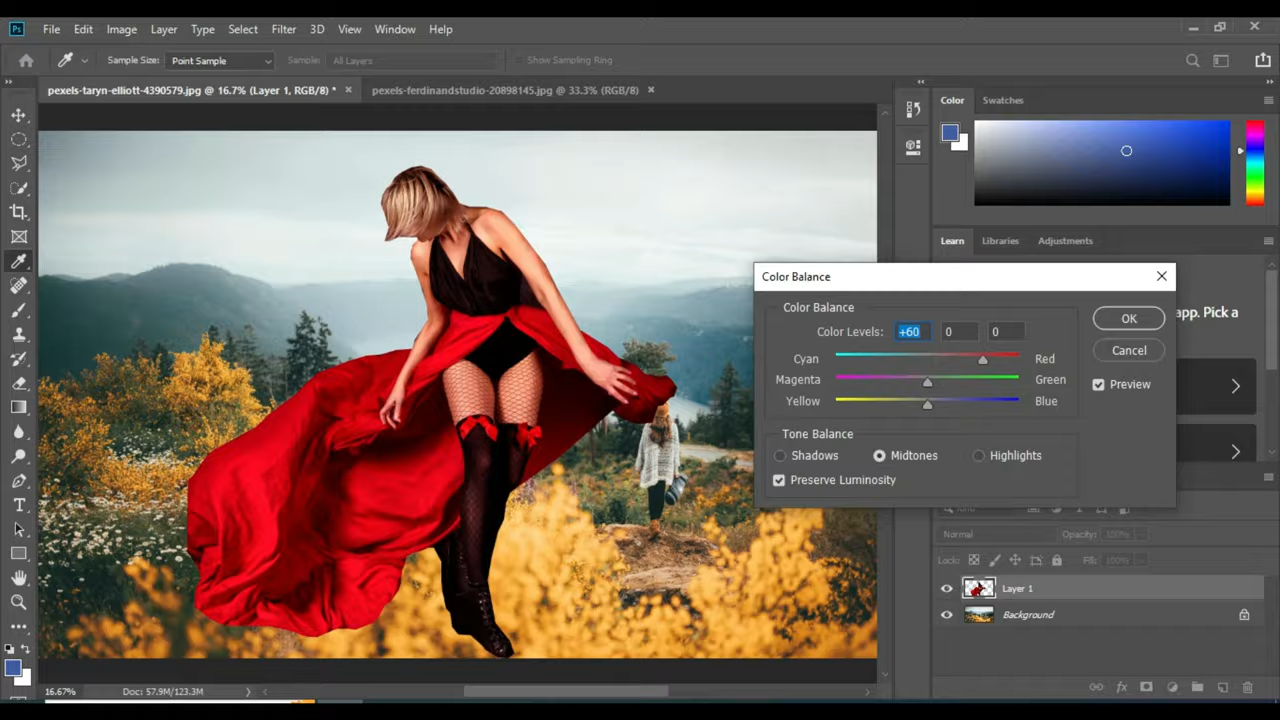 Ps File Edit Image Layer Type Select Filter 3D View Window Help
Sample Size: Point Sample Sample: All Layers Show Sampling Ring
pexels-taryn-elliott-4390579.jpg @ 16.7% (Layer 1, RGB/8) * × pexels-ferdinandstudio-20898145.jpg @ 33.3% (RGB/8) ×
Color Swatches
Learn Libraries Adjustments
app. Pick a
Color Balance
Color Balance
Color Levels: +60 0 0
Cyan Red
Magenta Green
Yellow Blue
Tone Balance
Shadows Midtones Highlights
Preserve Luminosity
OK
Cancel
Preview
Normal Opacity: 100%
Lock: Fill: 100%
Layer 1
Background
T
fx
16.67% Doc: 57.9M/123.3M